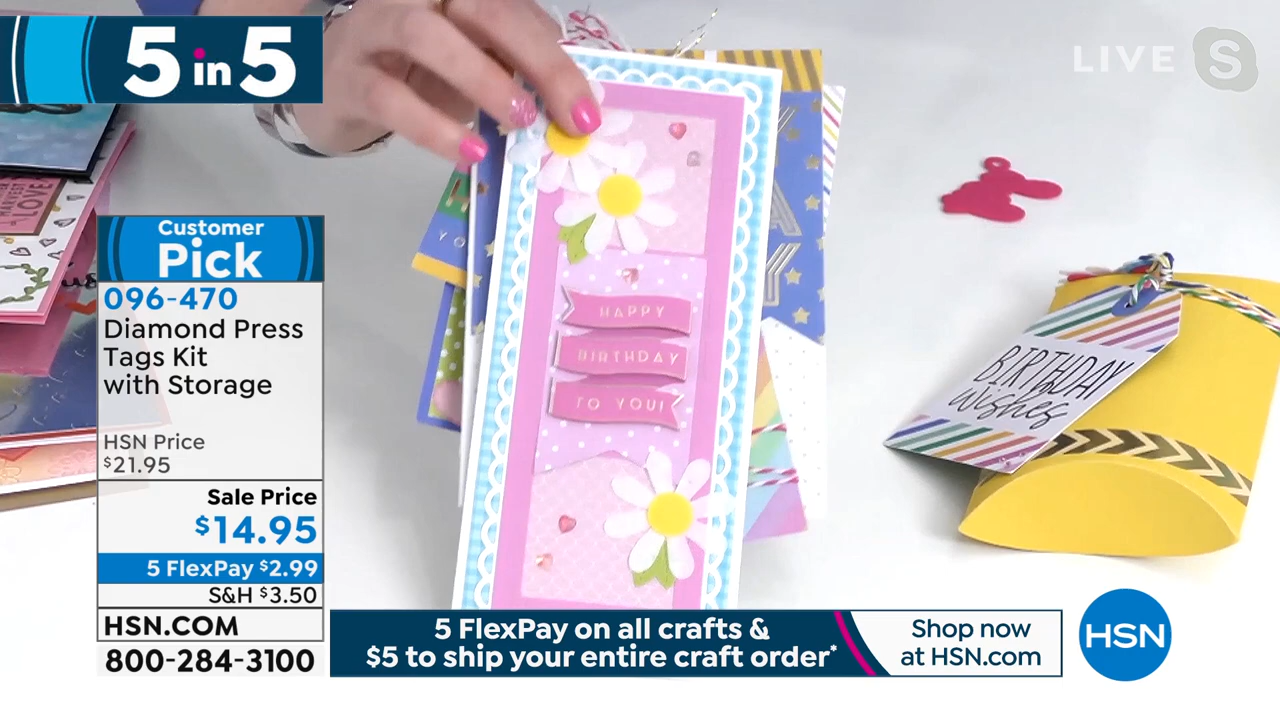 5 in 5
LIVE S
Customer
Pick
096-470
Diamond Press
Tags Kit
with Storage
HSN Price
$21.95
Sale Price
$14.95
5 FlexPay $2.99
S&H $3.50
HSN.COM
800-284-3100
HARVEST
LOVE
HAPPY
BIRTHDAY
TO YOU!
BIRTHDAY
wishes
5 FlexPay on all crafts &
$5 to ship your entire craft order*
Shop now
at HSN.com
HSN